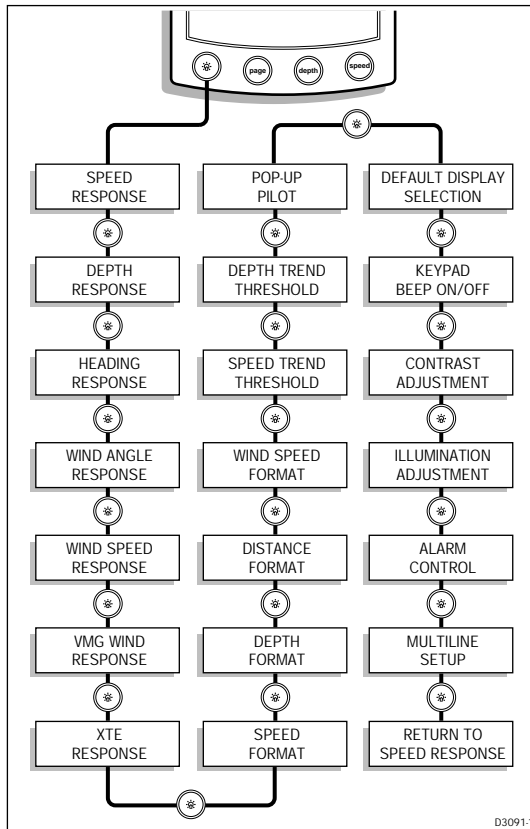 page
depth
speed
SPEED
RESPONSE
DEPTH
RESPONSE
HEADING
RESPONSE
WIND ANGLE
RESPONSE
WIND SPEED
RESPONSE
VMG WIND
RESPONSE
XTE
RESPONSE
POP-UP
PILOT
DEPTH TREND
THRESHOLD
SPEED TREND
THRESHOLD
WIND SPEED
FORMAT
DISTANCE
FORMAT
DEPTH
FORMAT
SPEED
FORMAT
DEFAULT DISPLAY
SELECTION
KEYPAD
BEEP ON/OFF
CONTRAST
ADJUSTMENT
ILLUMINATION
ADJUSTMENT
ALARM
CONTROL
MULTILINE
SETUP
RETURN TO
SPEED RESPONSE